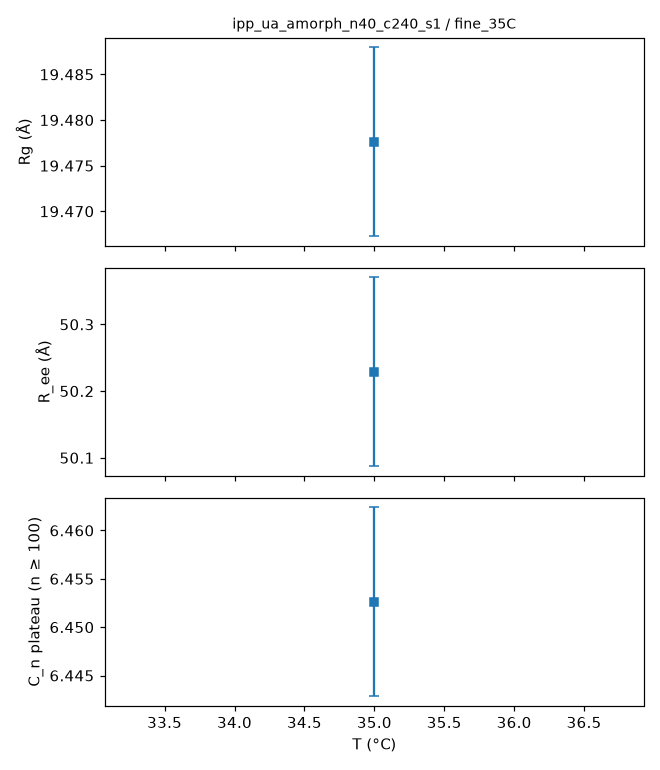 ipp_ua_amorph_n40_c240_s1 / fine_35C
Rg (Å)
19.485
19.480
19.475
19.470
R_ee (Å)
50.3
50.2
50.1
C_n plateau (n ≥ 100)
6.460
6.455
6.450
6.445
33.5 34.0 34.5 35.0 35.5 36.0 36.5
T (°C)